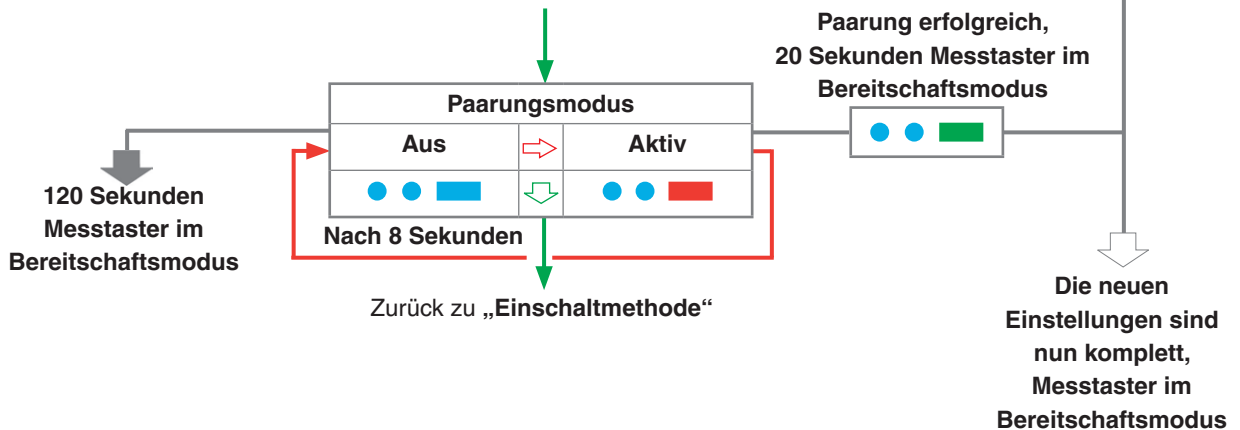 Paarung erfolgreich,
20 Sekunden Messtaster im
Bereitschaftsmodus
Paarungsmodus
Aus
Aktiv
120 Sekunden
Messtaster im
Bereitschaftsmodus
Nach 8 Sekunden
Zurück zu „Einschaltmethode“
Die neuen
Einstellungen sind
nun komplett,
Messtaster im
Bereitschaftsmodus